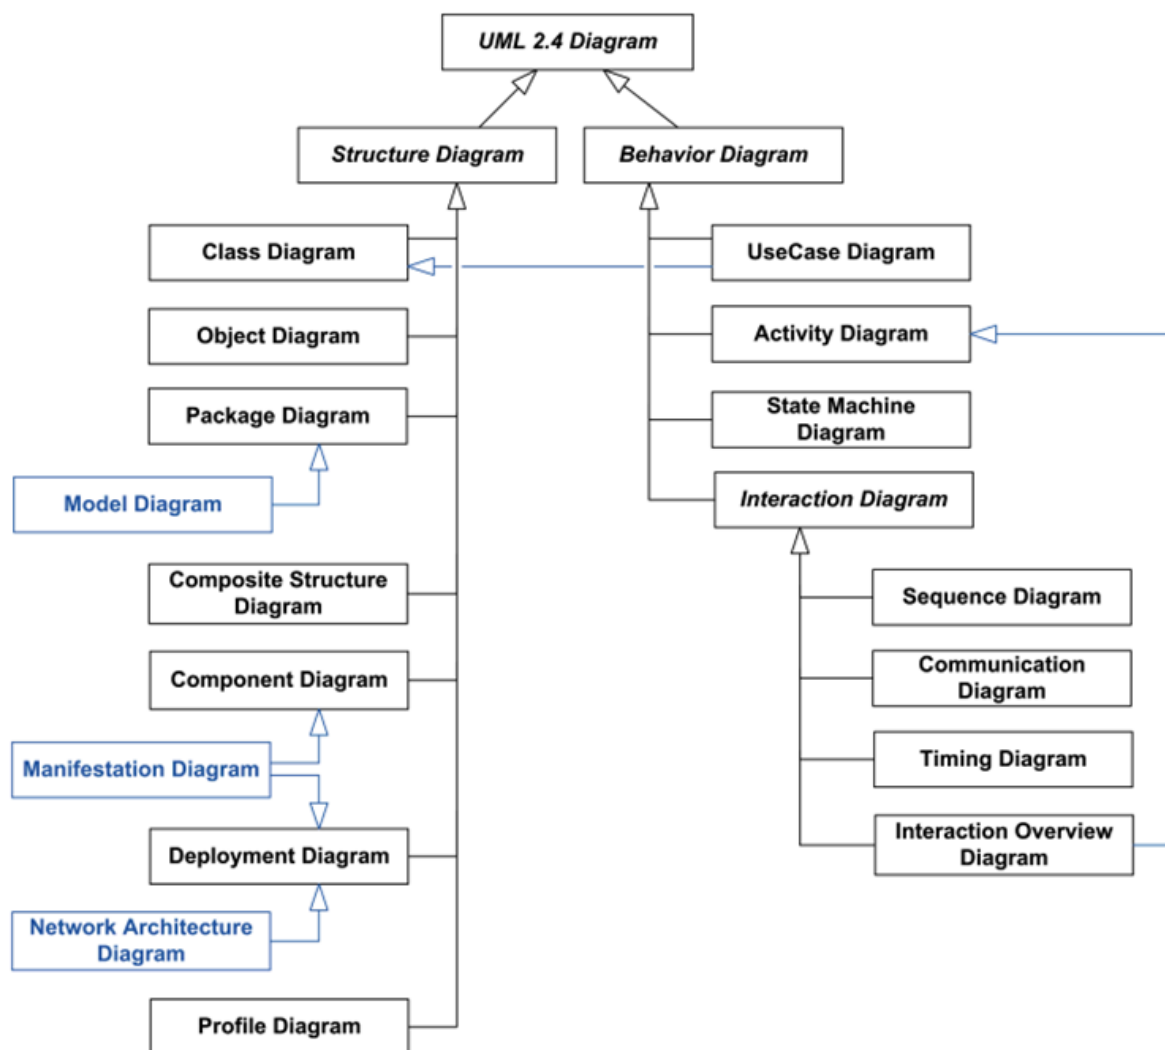 UML 2.4 Diagram
Structure Diagram
Behavior Diagram
Class Diagram
UseCase Diagram
Object Diagram
Activity Diagram
Package Diagram
State Machine
Diagram
Model Diagram
Interaction Diagram
Composite Structure
Diagram
Sequence Diagram
Component Diagram
Communication
Diagram
Manifestation Diagram
Timing Diagram
Deployment Diagram
Interaction Overview
Diagram
Network Architecture
Diagram
Profile Diagram